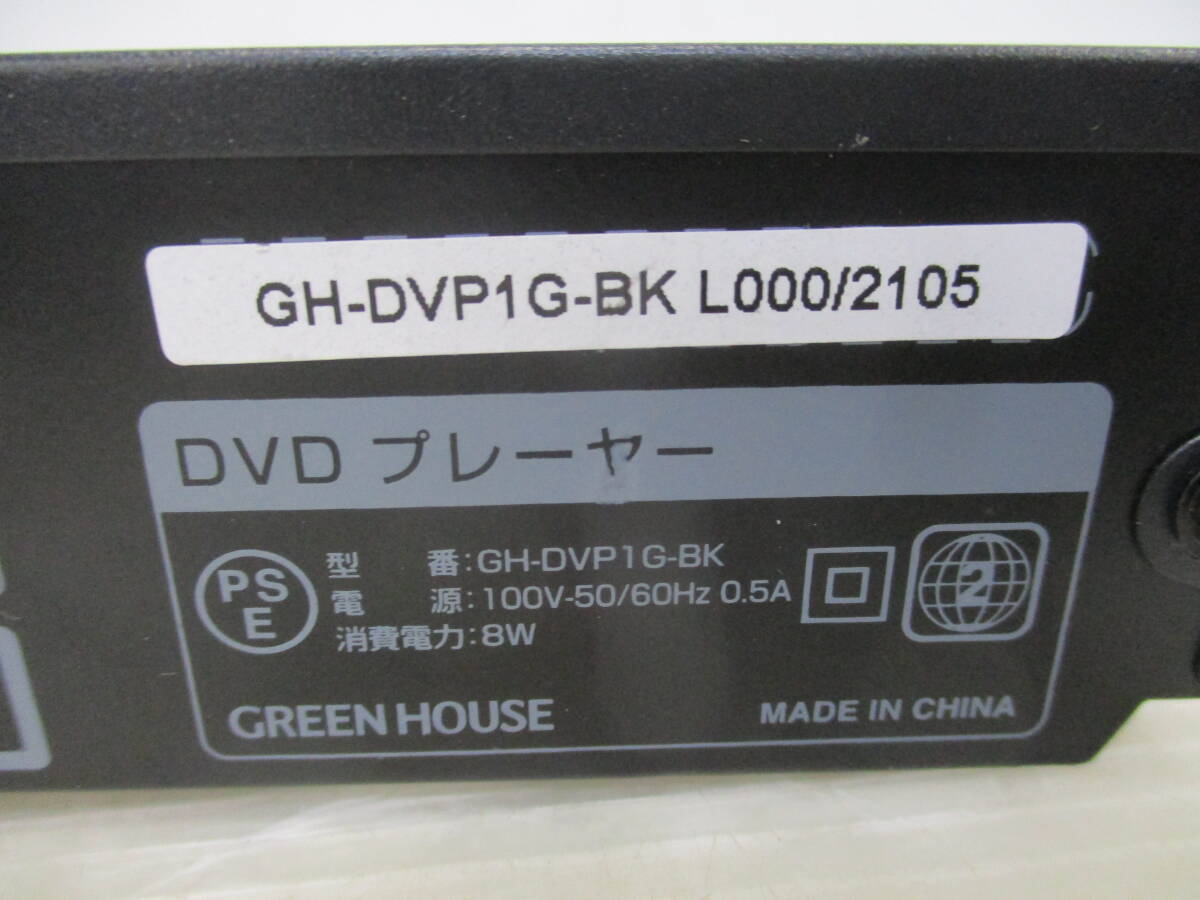 GH-DVP1G-BK L000/2105
DVD プレーヤー
PSE
型 番:GH-DVP1G-BK
電 源:100V-50/60Hz 0.5A
消費電力:8W
2
GREEN HOUSE
MADE IN CHINA